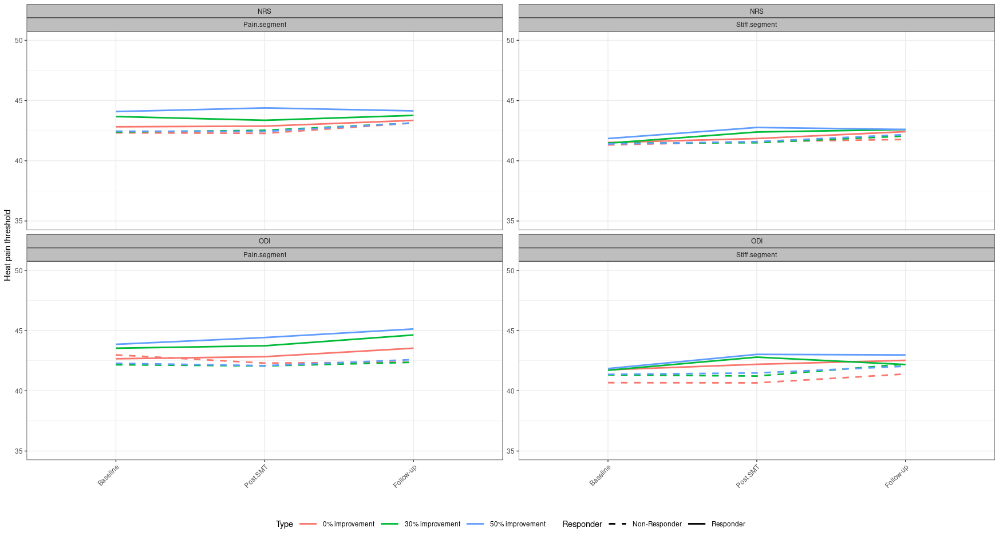 NRS
Pain.segment
NRS
Stiff.segment
50
45
40
35
50
45
40
35
Heat pain threshold
ODI
Pain.segment
ODI
Stiff.segment
50
45
40
35
50
45
40
35
Baseline
Post.SMT
Follow-up
Baseline
Post.SMT
Follow-up
Type 0% improvement 30% improvement 50% improvement Responder Non-Responder Responder